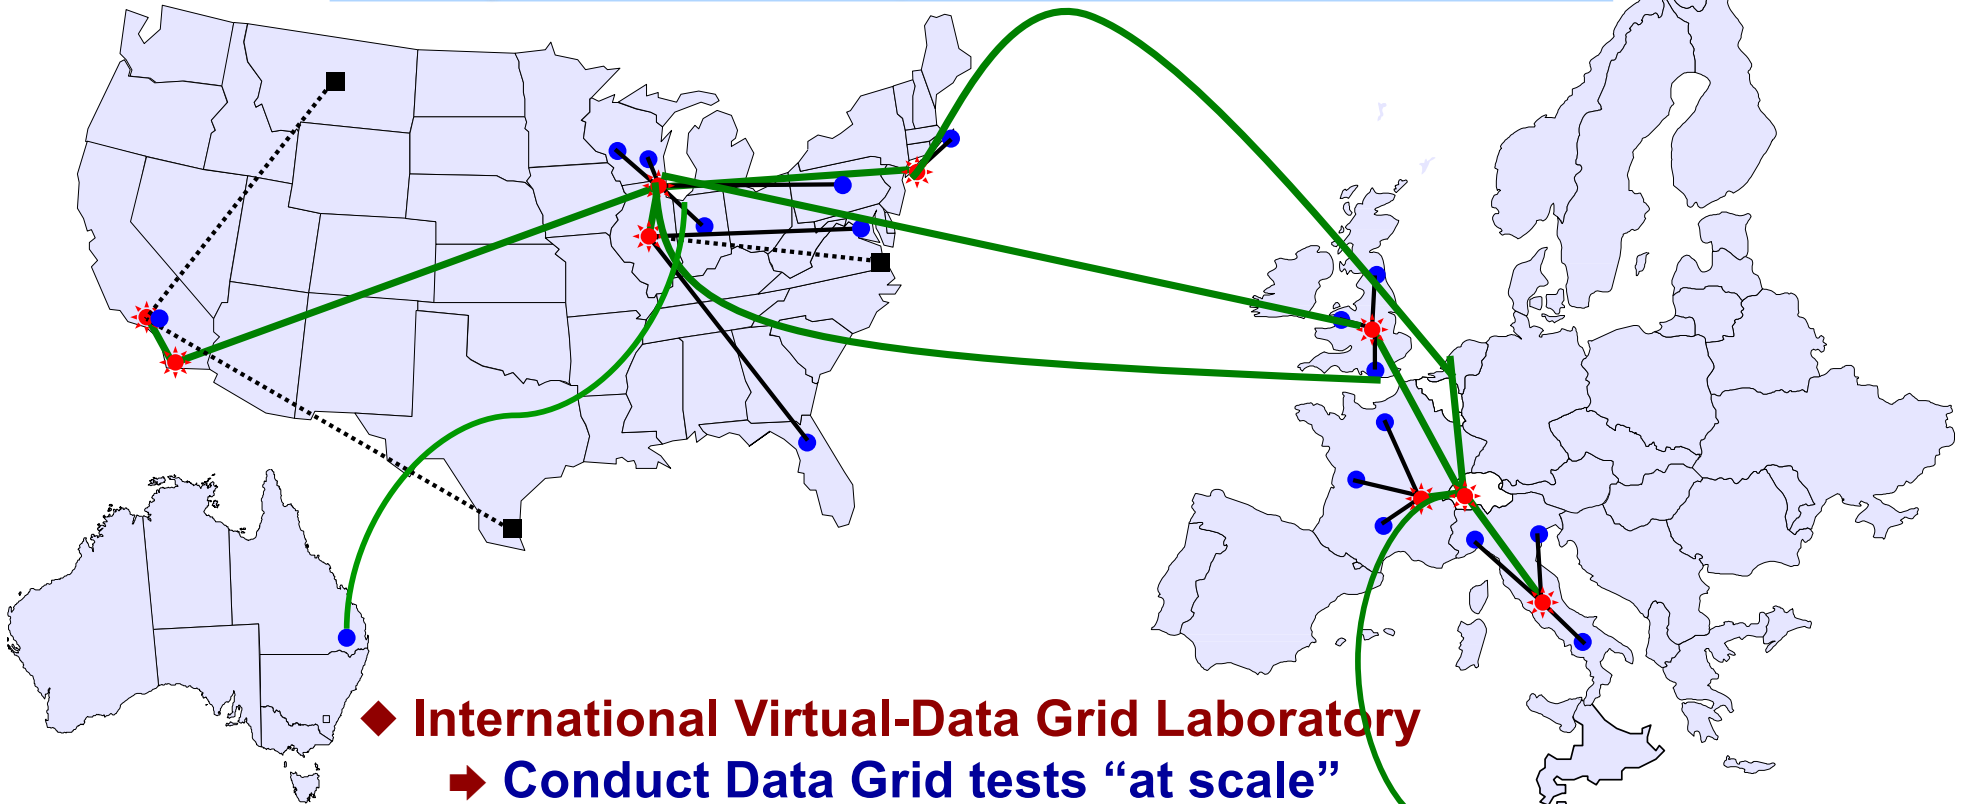 International Virtual-Data Grid Laboratory
Conduct Data Grid tests “at scale”